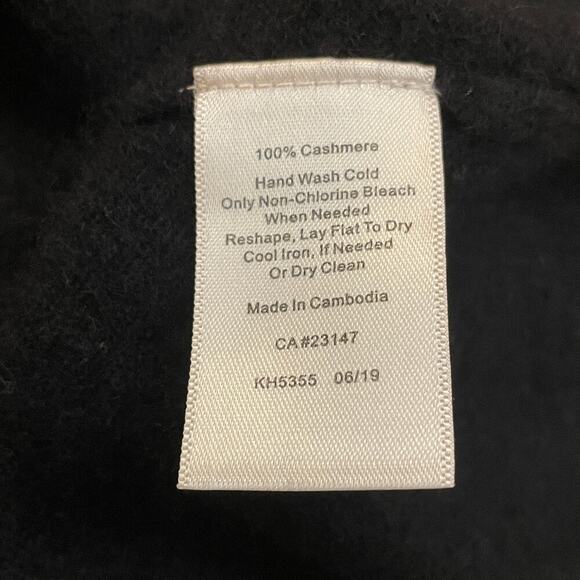 100% Cashmere
Hand Wash Cold
Only Non-Chlorine Bleach
When Needed
Reshape, Lay Flat To Dry
Cool Iron, If Needed
Or Dry Clean
Made In Cambodia
CA#23147
KH5355 06/19